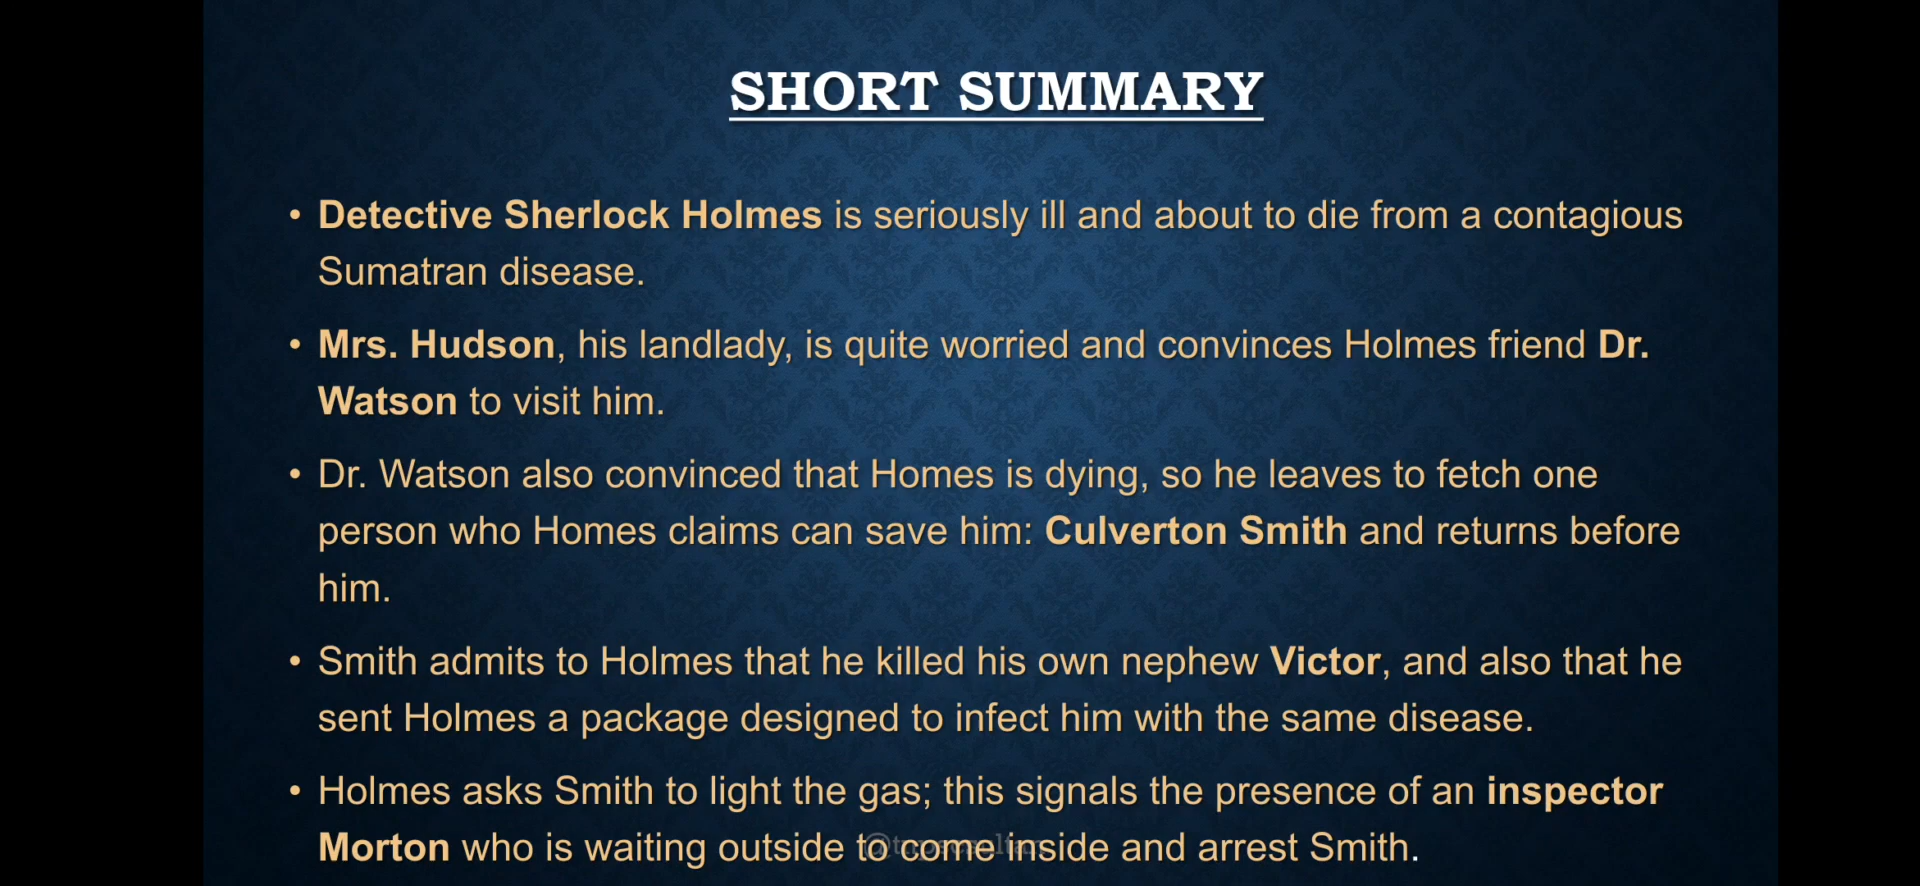 SHORT SUMMARY
• Detective Sherlock Holmes is seriously ill and about to die from a contagious
Sumatran disease.
• Mrs. Hudson, his landlady, is quite worried and convinces Holmes friend Dr.
Watson to visit him.
• Dr. Watson also convinced that Homes is dying, so he leaves to fetch one
person who Homes claims can save him: Culverton Smith and returns before
him.
• Smith admits to Holmes that he killed his own nephew Victor, and also that he
sent Holmes a package designed to infect him with the same disease.
• Holmes asks Smith to light the gas; this signals the presence of an inspector
Morton who is waiting outside to come inside and arrest Smith.